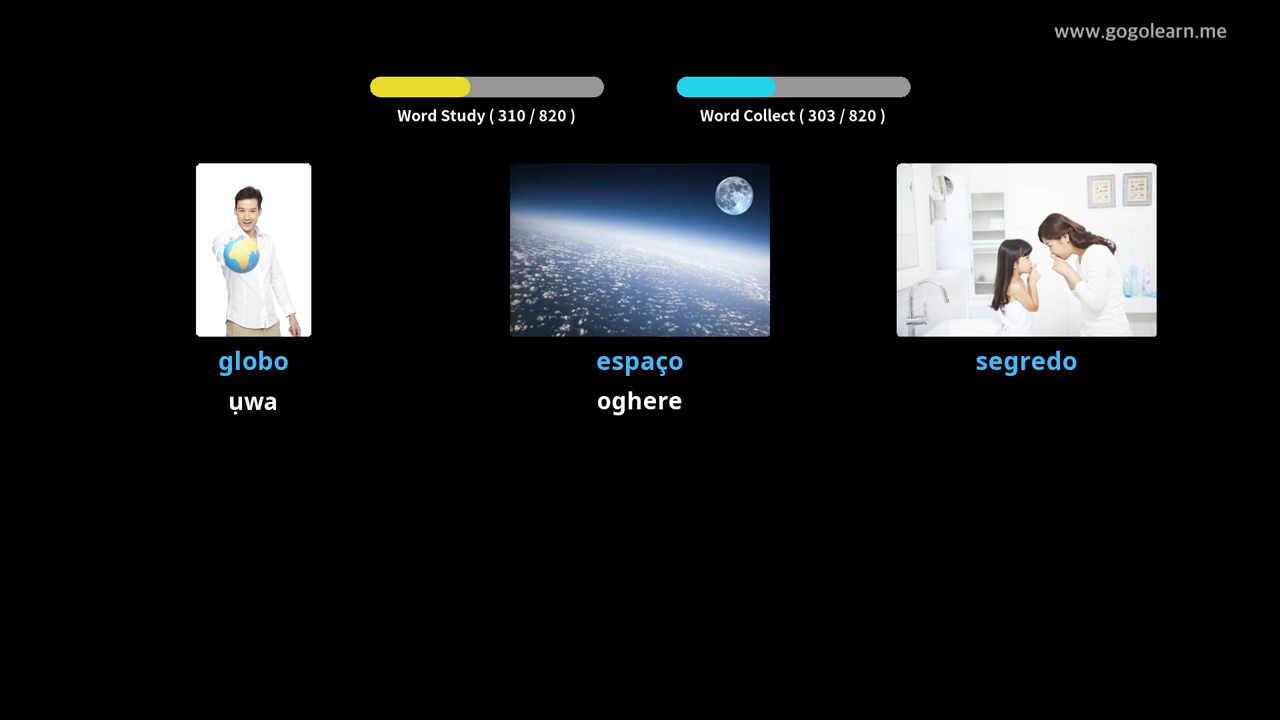 www.gogolearn.me
Word Study ( 310 / 820 )
Word Collect ( 303 / 820 )
globo
espaço
segredo
ụwa
oghere